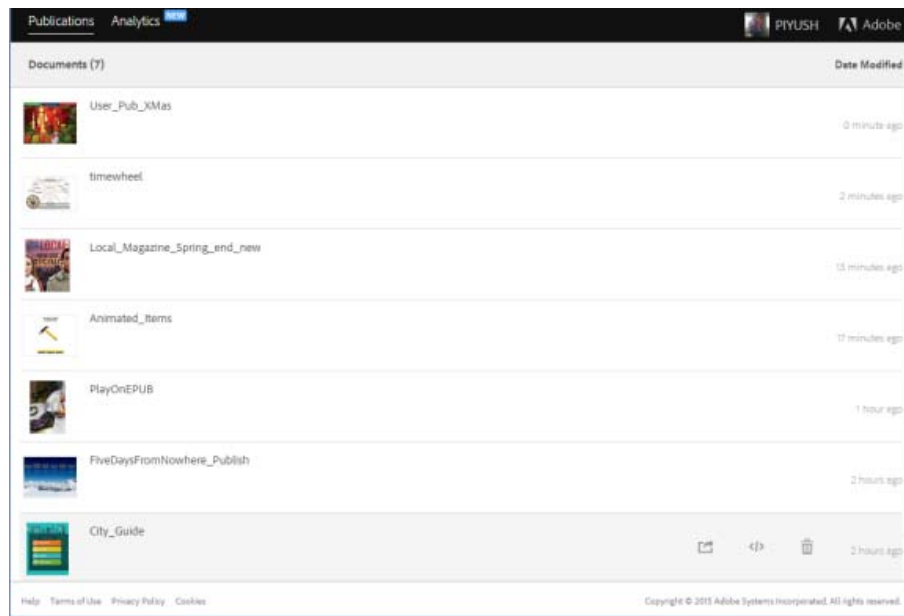 Publications Analytics NEW PIYUSH Adobe
Documents (7) Date Modified
User_Pub_XMas
0 minute ago
timewheel
2 minutes ago
Local_Magazine_Spring_end_new
13 minutes ago
Animated_Items
17 minutes ago
PlayOnEPUB
1 hour ago
FiveDaysFromNowhere_Publish
2 hours ago
City_Guide
2 hours ago
Help Terms of Use Privacy Policy Cookies Copyright © 2015 Adobe Systems Incorporated. All rights reserved.